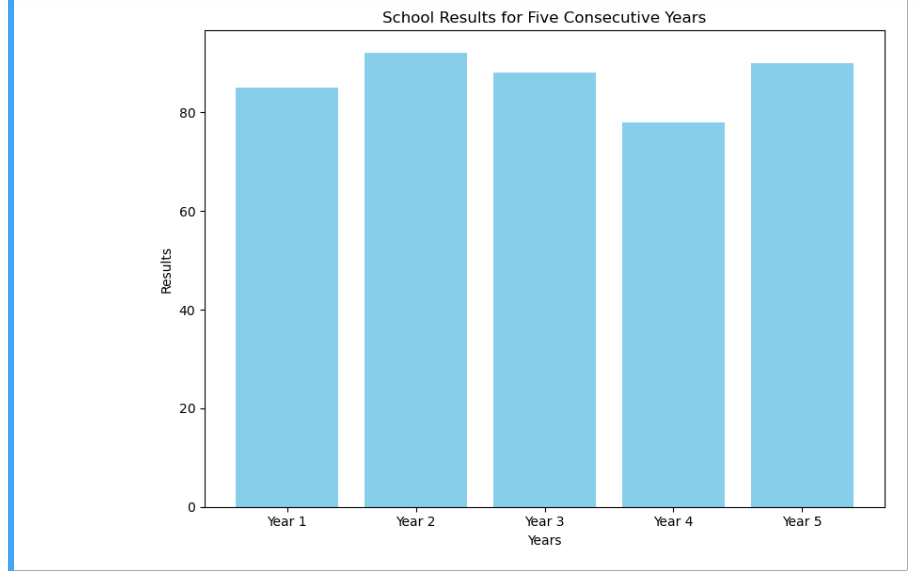 School Results for Five Consecutive Years
80
60
40
20
0
Results
Year 1 Year 2 Year 3 Year 4 Year 5
Years